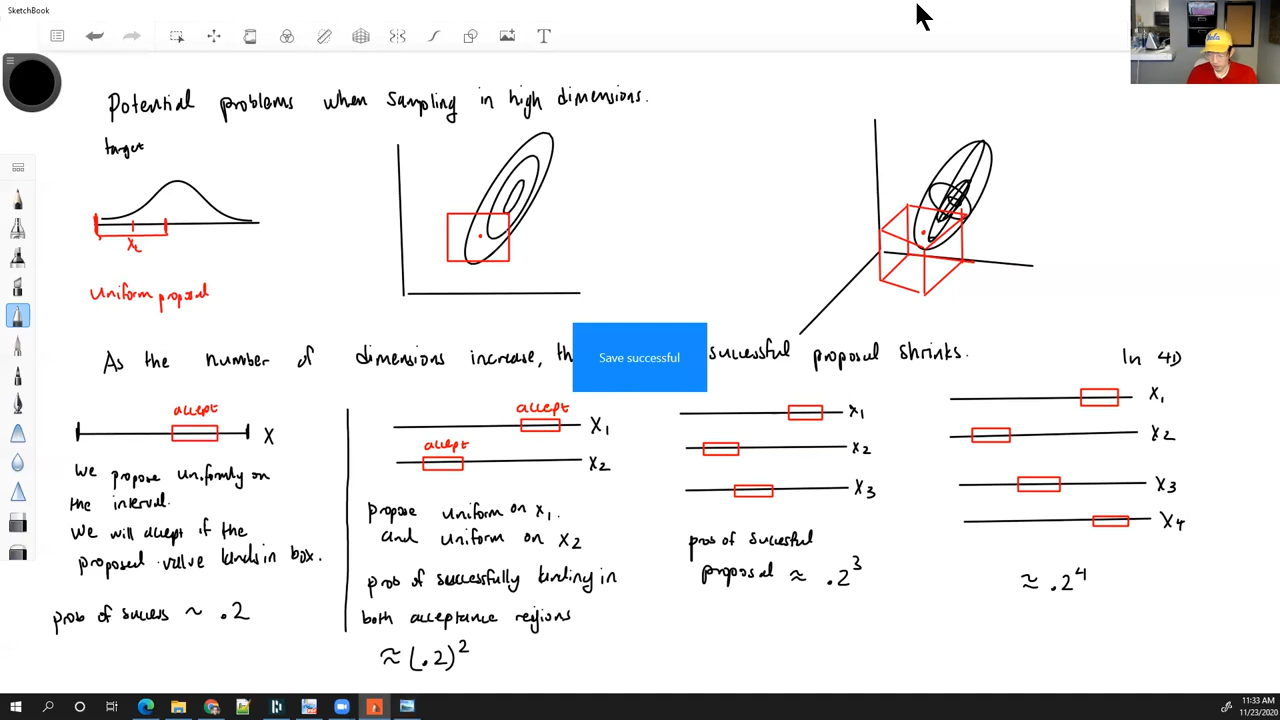 SketchBook
Potential problems when sampling in high dimensions.
target
Xt
Uniform proposal
As the number of dimensions increase, th
Save successful
successful proposal shrinks.
In 4D
accept
X
We propose uniformly on
the interval.
We will accept if the
proposed value lands in box.
prob of success ~ .2
accept
X1
accept
X2
propose uniform on X1.
and uniform on X2
prob of successfully landing in
both acceptance regions
≈ (.2)²
X1
X2
X3
prob of successful
proposal ≈ .2³
X1
X2
X3
X4
≈ .2⁴
11:33 AM
11/23/2020